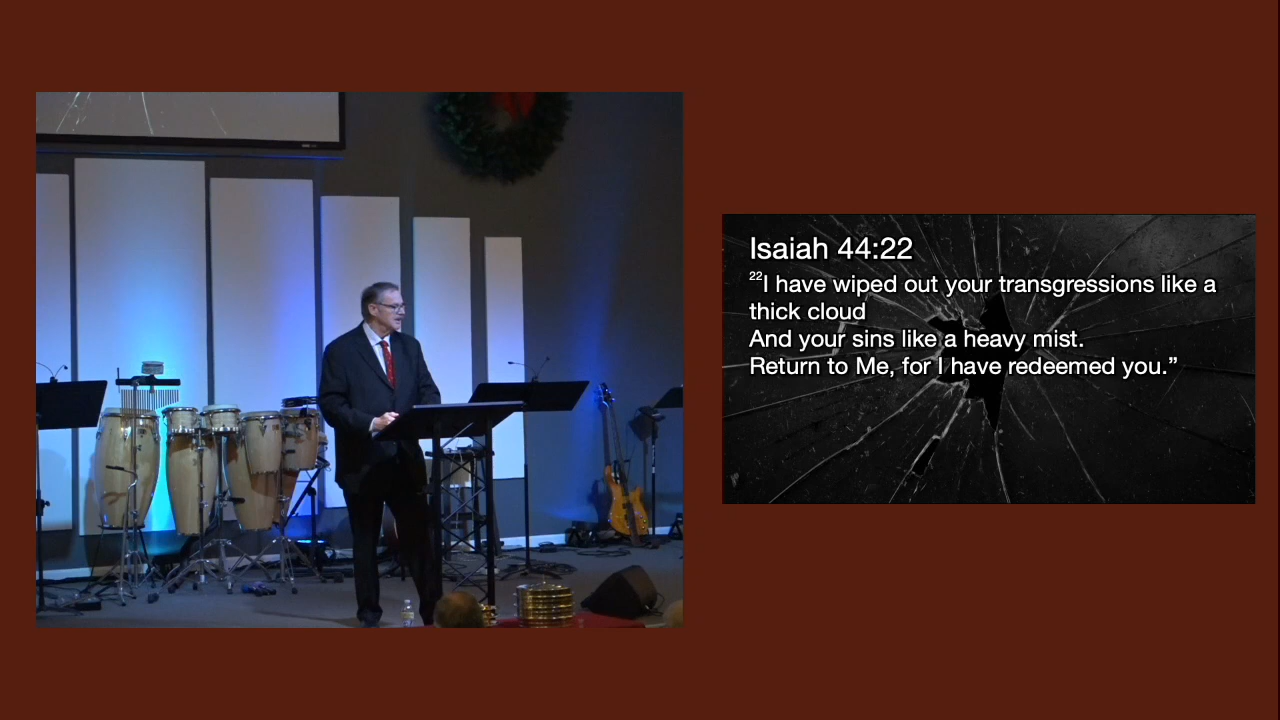 Isaiah 44:22
²²I have wiped out your transgressions like a
thick cloud
And your sins like a heavy mist.
Return to Me, for I have redeemed you.”